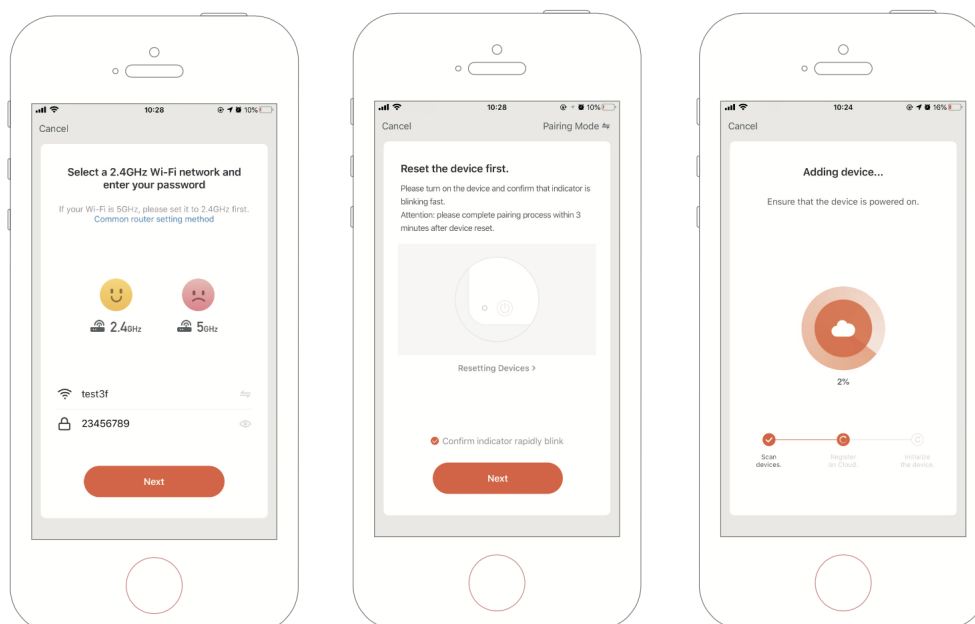 10:28
10%
Cancel
Select a 2.4GHz Wi-Fi network and
enter your password
If your Wi-Fi is 5GHz, please set it to 2.4GHz first.
Common router setting method
2.4GHz
5GHz
test3f
23456789
Next
10:28
10%
Cancel
Pairing Mode
Reset the device first.
Please turn on the device and confirm that indicator is
blinking fast.
Attention: please complete pairing process within 3
minutes after device reset.
Resetting Devices >
Confirm indicator rapidly blink
Next
10:24
16%
Cancel
Adding device...
Ensure that the device is powered on.
2%
Scan
devices.
Register
on Cloud.
Initialize
the device.